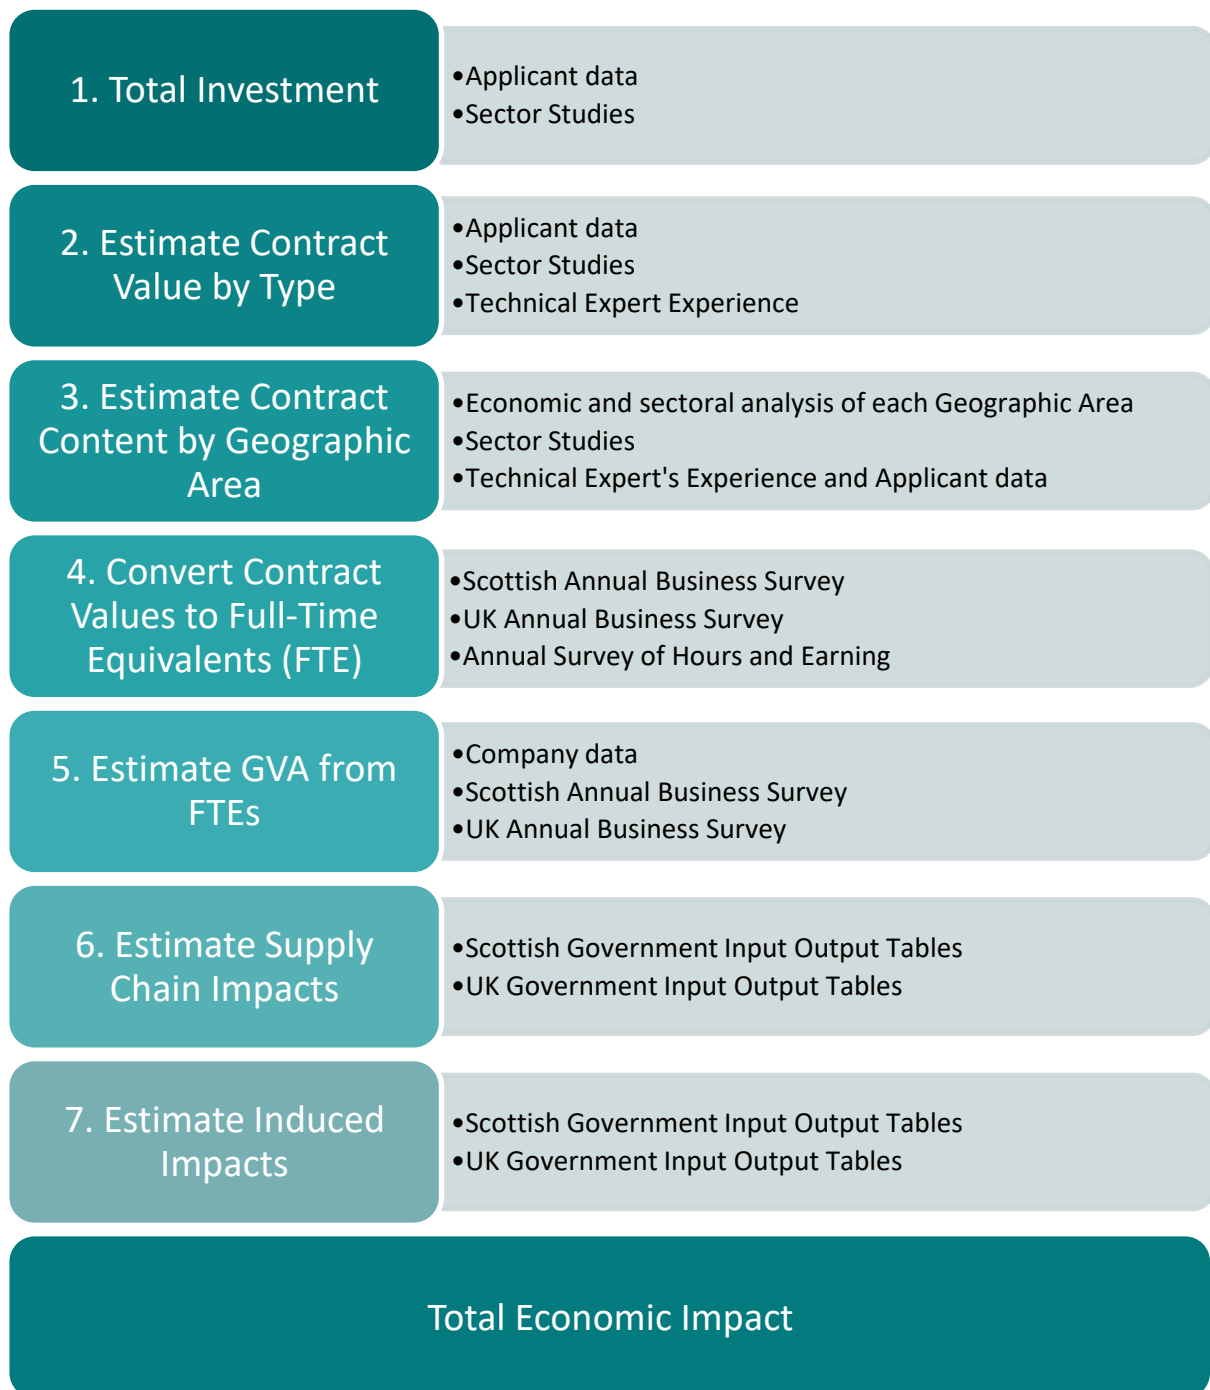 1. Total Investment
•Applicant data
•Sector Studies
2. Estimate Contract
Value by Type
•Applicant data
•Sector Studies
•Technical Expert Experience
3. Estimate Contract
Content by Geographic
Area
•Economic and sectoral analysis of each Geographic Area
•Sector Studies
•Technical Expert's Experience and Applicant data
4. Convert Contract
Values to Full-Time
Equivalents (FTE)
•Scottish Annual Business Survey
•UK Annual Business Survey
•Annual Survey of Hours and Earning
5. Estimate GVA from
FTEs
•Company data
•Scottish Annual Business Survey
•UK Annual Business Survey
6. Estimate Supply
Chain Impacts
•Scottish Government Input Output Tables
•UK Government Input Output Tables
7. Estimate Induced
Impacts
•Scottish Government Input Output Tables
•UK Government Input Output Tables
Total Economic Impact